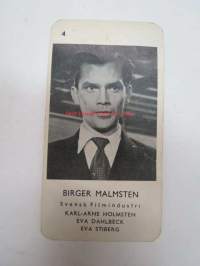 4
BIRGER MALMSTEN
Svensk Filmindustri
KARL-ARNE HOLMSTEN
EVA DAHLBECK
EVA STIBERG